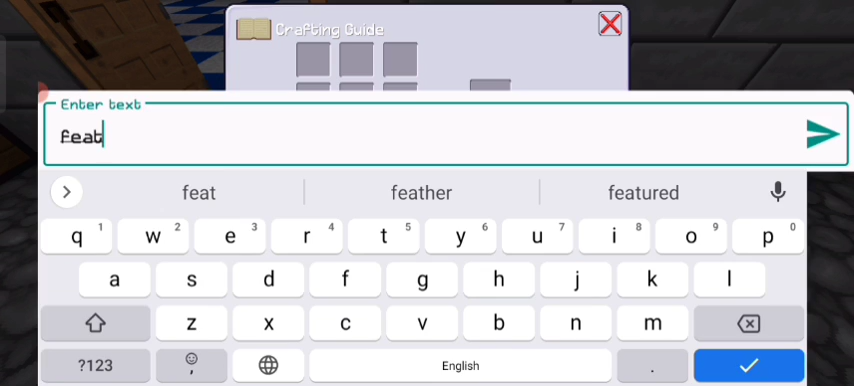 Crafting Guide
Enter text
feat
feat feather featured
q 1 w 2 e 3 r 4 t 5 y 6 u 7 i 8 o 9 p 0
a s d f g h j k l
z x c v b n m
?123 , English .